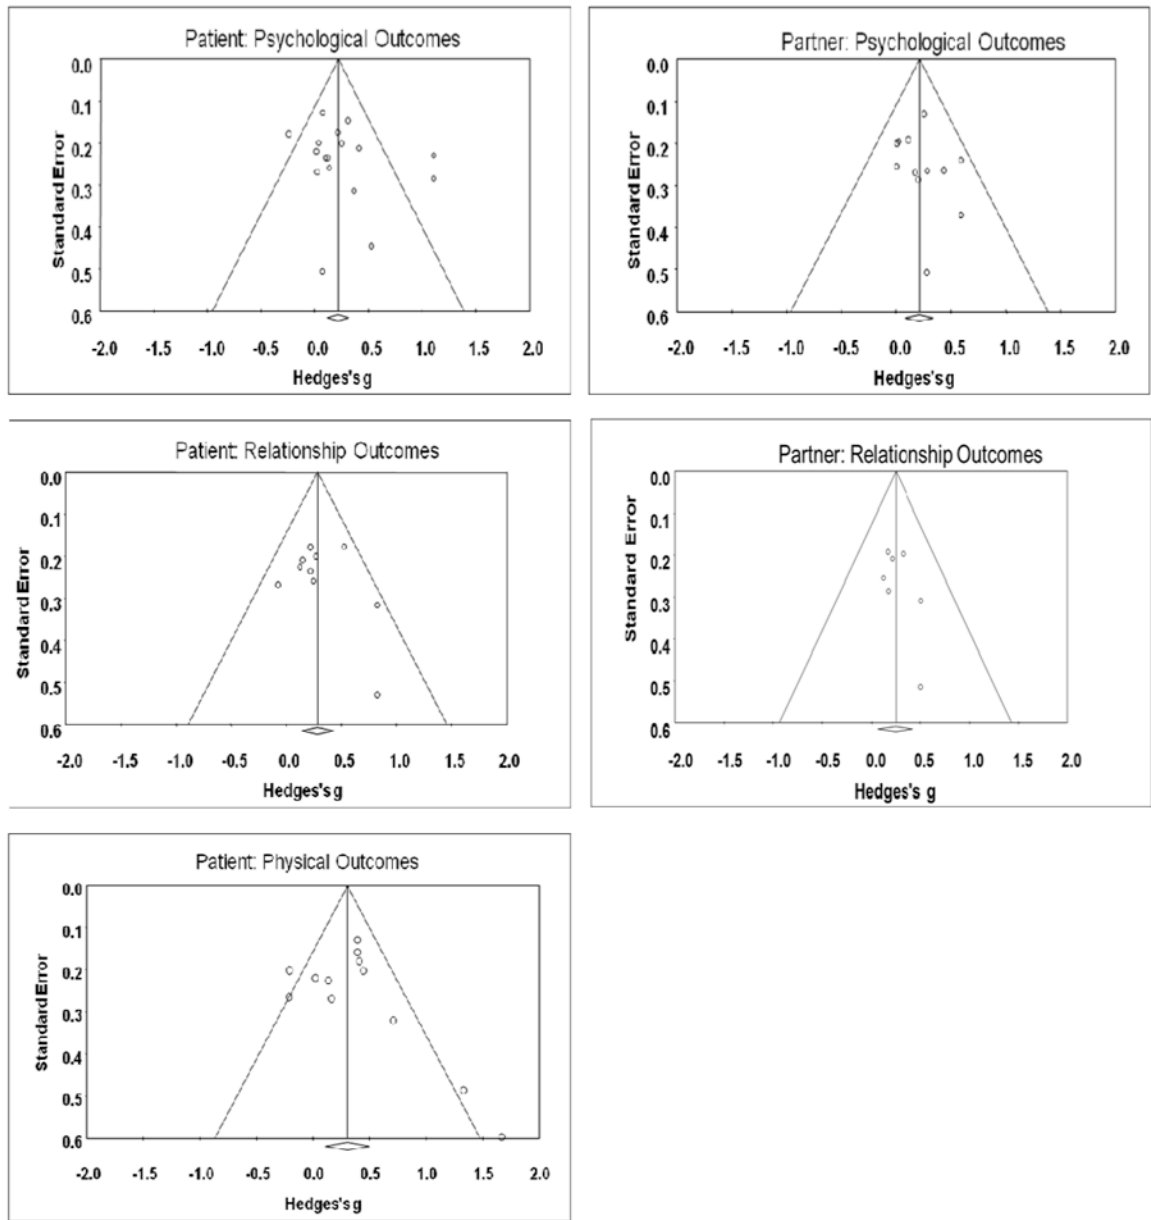 Patient: Psychological Outcomes
0.0
0.1
0.2
0.3
0.4
0.5
0.6
Standard Error
-2.0 -1.5 -1.0 -0.5 0.0 0.5 1.0 1.5 2.0
Hedges's g
Partner: Psychological Outcomes
0.0
0.1
0.2
0.3
0.4
0.5
0.6
Standard Error
-2.0 -1.5 -1.0 -0.5 0.0 0.5 1.0 1.5 2.0
Hedges's g
Patient: Relationship Outcomes
0.0
0.1
0.2
0.3
0.4
0.5
0.6
Standard Error
-2.0 -1.5 -1.0 -0.5 0.0 0.5 1.0 1.5 2.0
Hedges's g
Partner: Relationship Outcomes
0.0
0.1
0.2
0.3
0.4
0.5
0.6
Standard Error
-2.0 -1.5 -1.0 -0.5 0.0 0.5 1.0 1.5 2.0
Hedges's g
Patient: Physical Outcomes
0.0
0.1
0.2
0.3
0.4
0.5
0.6
Standard Error
-2.0 -1.5 -1.0 -0.5 0.0 0.5 1.0 1.5 2.0
Hedges's g